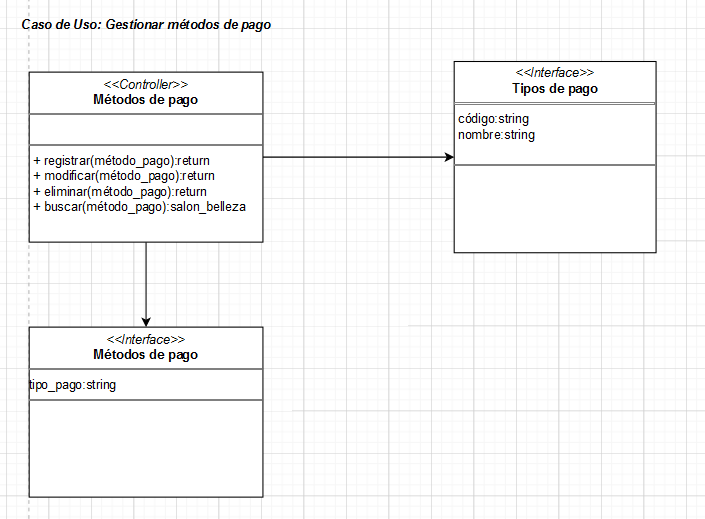 Caso de Uso: Gestionar métodos de pago
<<Controller>>
Métodos de pago
+ registrar(método_pago):return
+ modificar(método_pago):return
+ eliminar(método_pago):return
+ buscar(método_pago):salon_belleza
<<Interface>>
Tipos de pago
código:string
nombre:string
<<Interface>>
Métodos de pago
tipo_pago:string